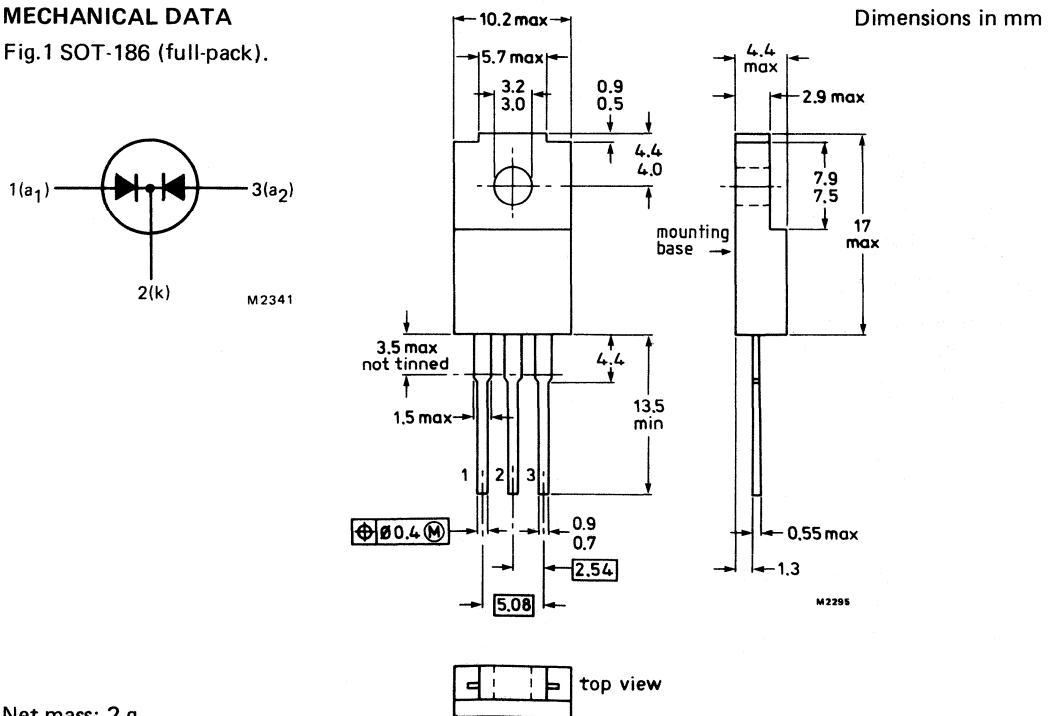 MECHANICAL DATA
Dimensions in mm
Fig.1 SOT-186 (full-pack).
10.2 max
5.7 max
3.2
3.0
0.9
0.5
4.4
4.0
4.4
max
2.9 max
7.9
7.5
17
max
mounting
base
1(a1)
3(a2)
2(k)
M2341
3.5 max
not tinned
4.4
1.5 max
13.5
min
1 2 3
Ø 0.4 Ⓜ
0.9
0.7
2.54
5.08
0.55 max
1.3
M2295
top view
Net mass: 2 g